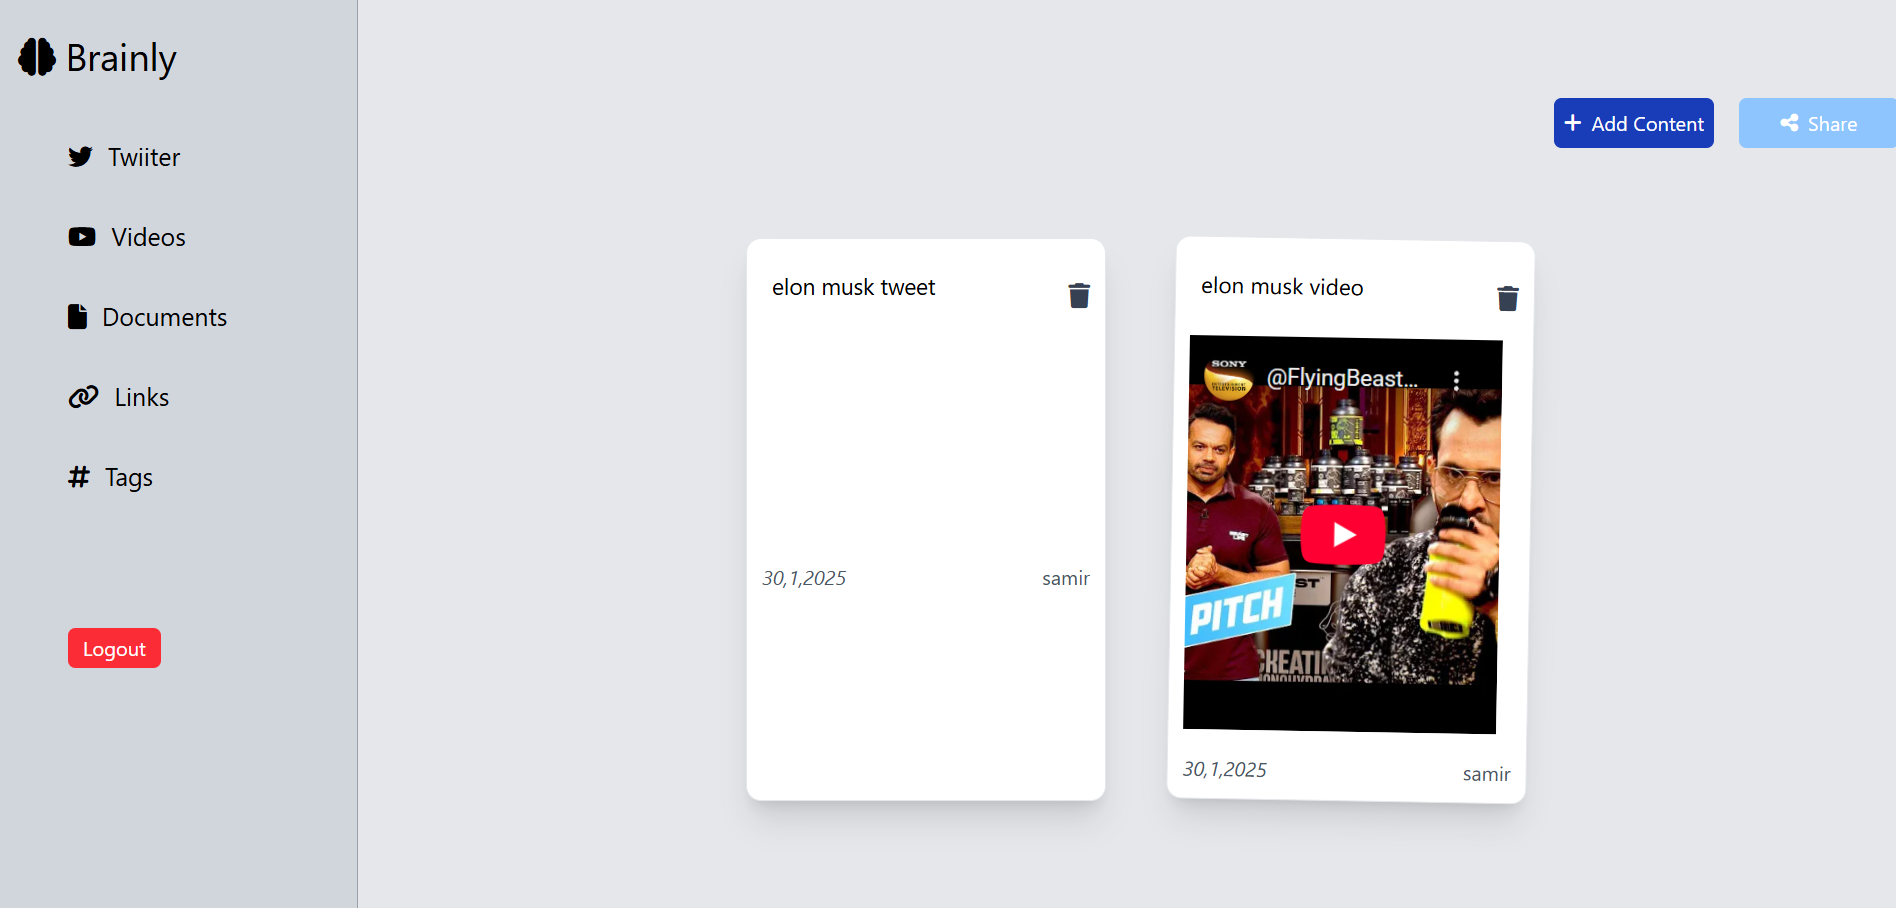 Brainly
Twiiter
Videos
Documents
Links
Tags
Logout
+ Add Content
Share
elon musk tweet
30,1,2025
samir
elon musk video
SONY
TELEVISION
@FlyingBeast...
PITCH
30,1,2025
samir